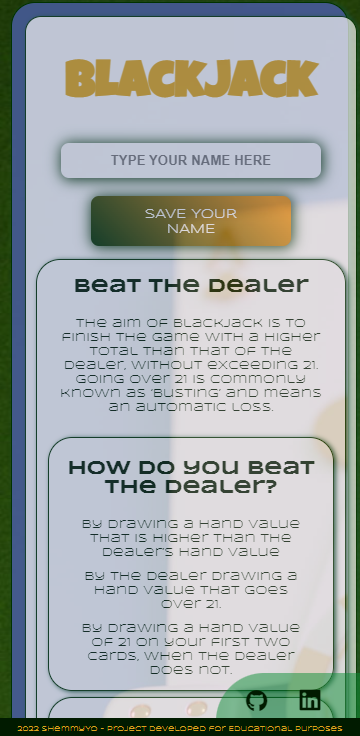 BLACKJACK
TYPE YOUR NAME HERE
SAVE YOUR
NAME
Beat the Dealer
The aim of Blackjack is to
finish the game with a higher
total than that of the
dealer, without exceeding 21.
Going over 21 is commonly
known as 'busting' and means
an automatic loss.
How do you beat
the dealer?
By drawing a hand value
that is higher than the
dealer's hand value
By the dealer drawing a
hand value that goes
over 21.
By drawing a hand value
of 21 on your first two
cards, when the dealer
does not.
in
2022 Shemmyyo - Project developed for Educational Purposes